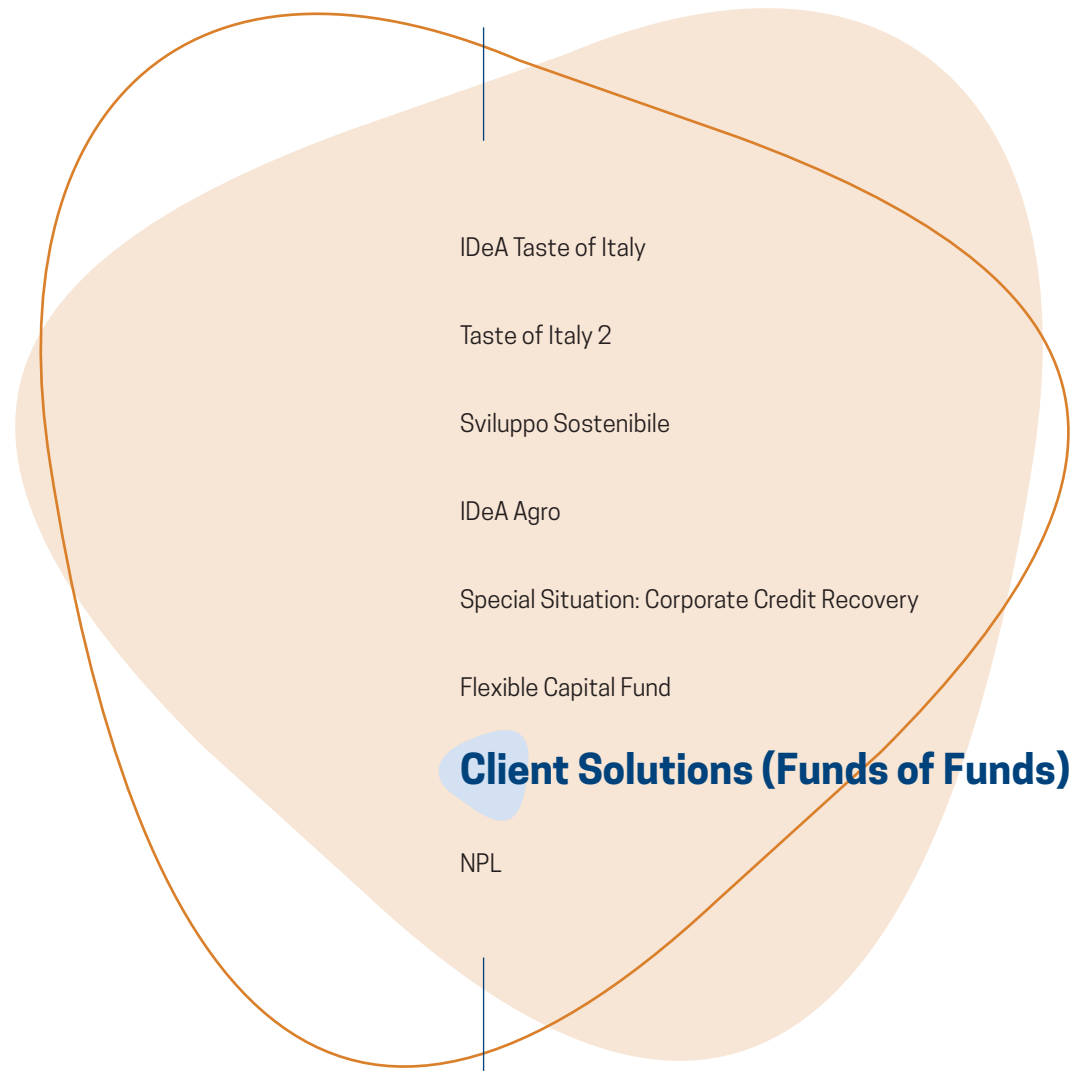 IDeA Taste of Italy
Taste of Italy 2
Sviluppo Sostenibile
IDeA Agro
Special Situation: Corporate Credit Recovery
Flexible Capital Fund
Client Solutions (Funds of Funds)
NPL